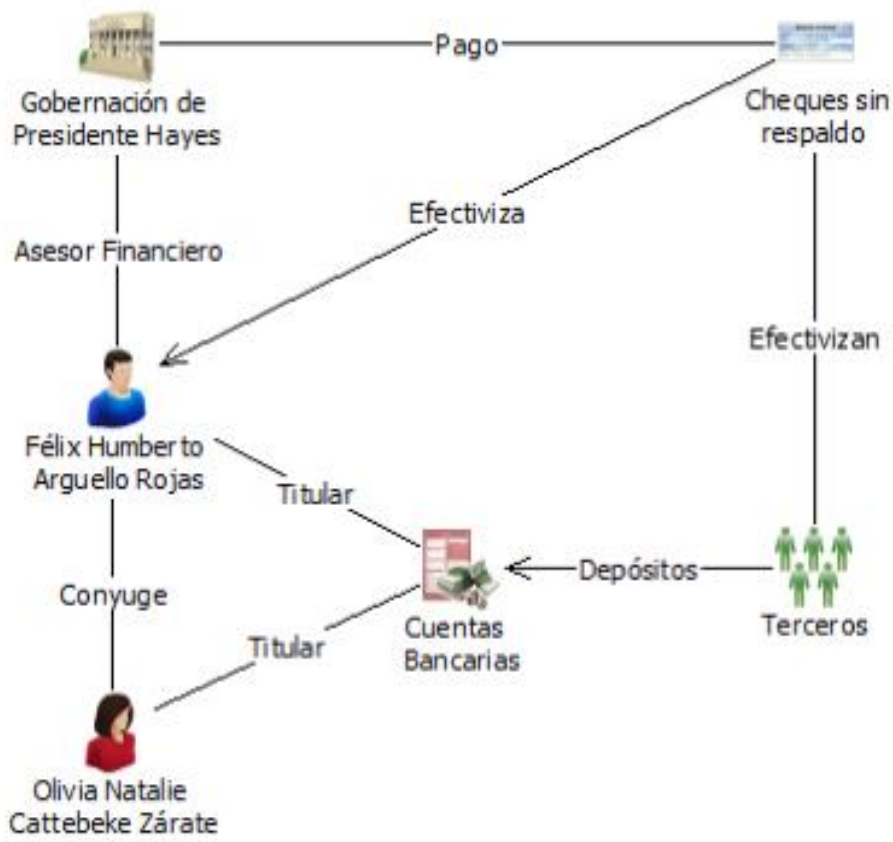 Pago
Gobernación de
Presidente Hayes
Cheques sin
respaldo
Efectiviza
Asesor Financiero
Efectivizan
Félix Humberto
Arguello Rojas
Titular
Conyuge
Depósitos
Cuentas
Bancarias
Terceros
Titular
Olivia Natalie
Cattebeke Zárate